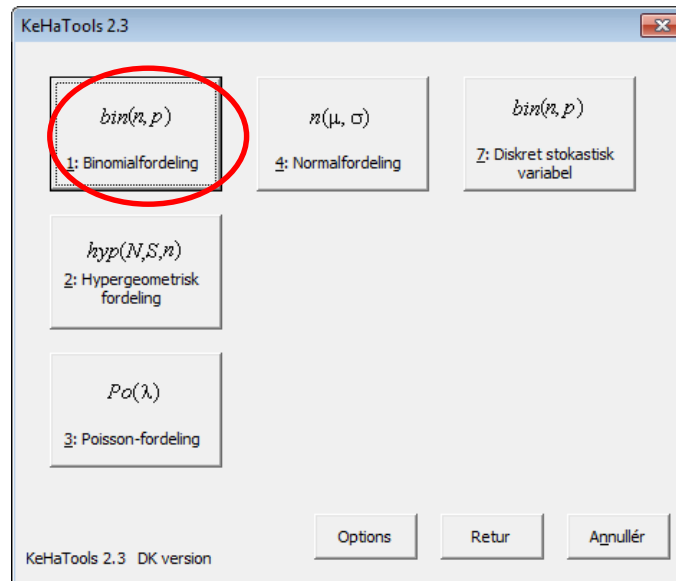 KeHaTools 2.3
bin(n, p)
1: Binomialfordeling
n(μ, σ)
4: Normalfordeling
bin(n, p)
7: Diskret stokastisk
variabel
hyp(N,S,n)
2: Hypergeometrisk
fordeling
Po(λ)
3: Poisson-fordeling
Options
Retur
Annullér
KeHaTools 2.3 DK version